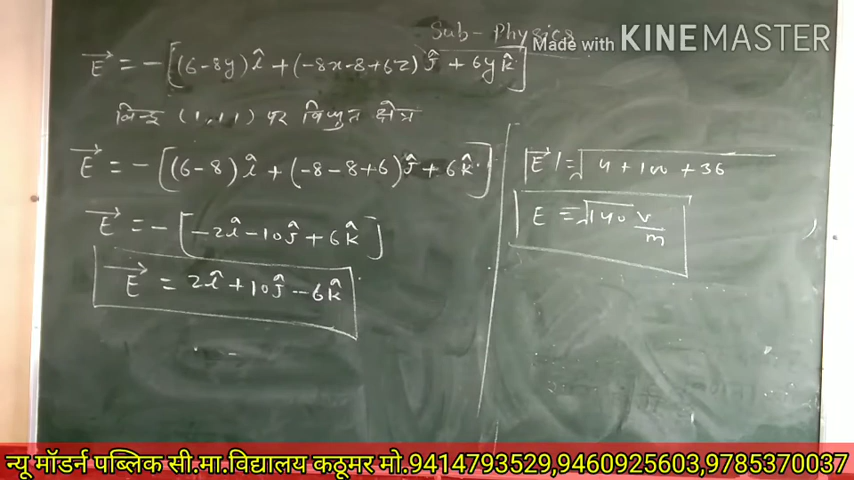 Sub- Physics
Made with KINEMASTER
E⃗ = -[(6-8y)î + (-8x-8+6z)ĵ + 6yk̂]
बिन्दु (1,1,1) पर विद्युत क्षेत्र
E⃗ = -[(6-8)î + (-8-8+6)ĵ + 6k̂]
E⃗ = -[-2î-10ĵ+6k̂]
E⃗ = 2î+10ĵ-6k̂
|E⃗| = √4+100+36
E = √140 V/m
न्यू मॉडर्न पब्लिक सी.मा.विद्यालय कठूमर मो.9414793529,9460925603,9785370037